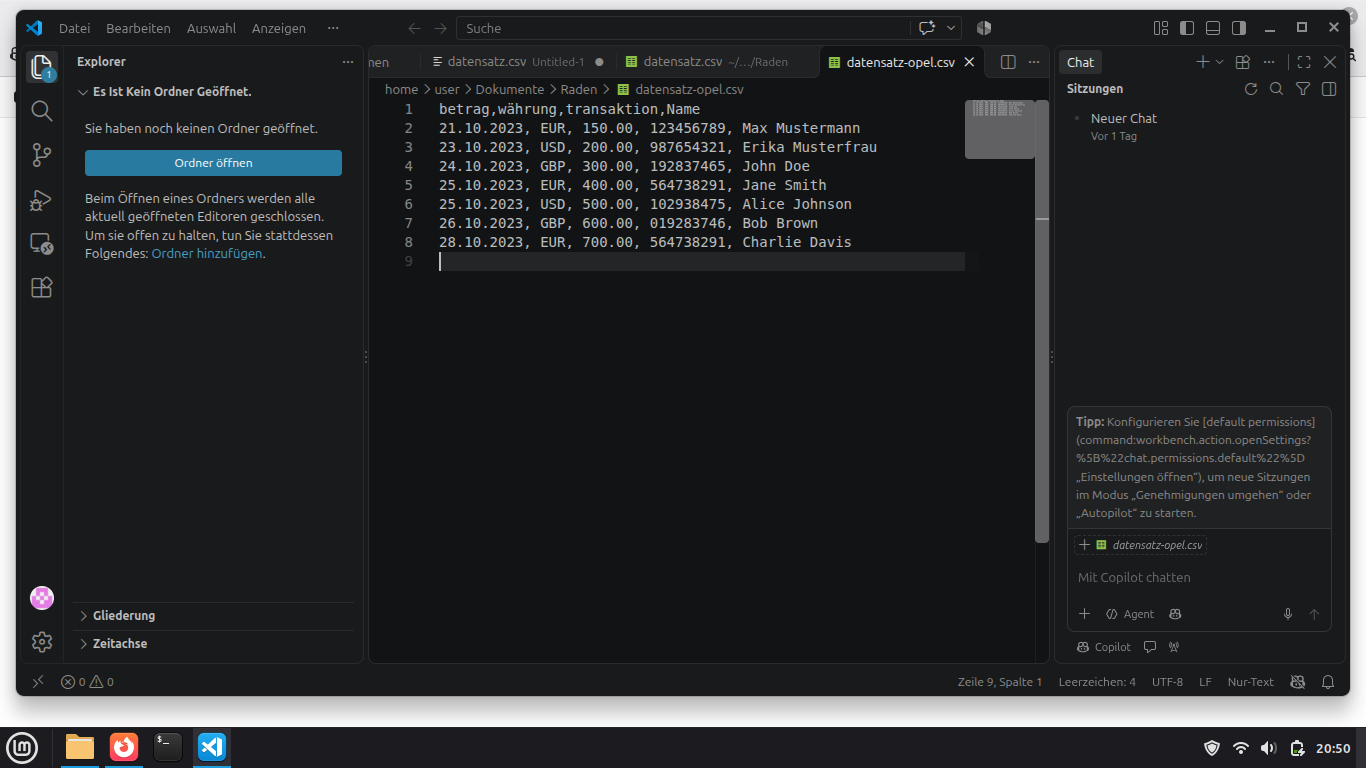 Datei Bearbeiten Auswahl Anzeigen ··· Suche
Explorer ···
Es Ist Kein Ordner Geöffnet.
Sie haben noch keinen Ordner geöffnet.
Ordner öffnen
Beim Öffnen eines Ordners werden alle
aktuell geöffneten Editoren geschlossen.
Um sie offen zu halten, tun Sie stattdessen
Folgendes: Ordner hinzufügen.
Gliederung
Zeitachse
nen datensatz.csv Untitled-1 datensatz.csv ~/.../Raden datensatz-opel.csv
home > user > Dokumente > Raden > datensatz-opel.csv
1 betrag,währung,transaktion,Name
2 21.10.2023, EUR, 150.00, 123456789, Max Mustermann
3 23.10.2023, USD, 200.00, 987654321, Erika Musterfrau
4 24.10.2023, GBP, 300.00, 192837465, John Doe
5 25.10.2023, EUR, 400.00, 564738291, Jane Smith
6 25.10.2023, USD, 500.00, 102938475, Alice Johnson
7 26.10.2023, GBP, 600.00, 019283746, Bob Brown
8 28.10.2023, EUR, 700.00, 564738291, Charlie Davis
9
Chat
Sitzungen
Neuer Chat
Vor 1 Tag
Tipp: Konfigurieren Sie [default permissions]
(command:workbench.action.openSettings?
%5B%22chat.permissions.default%22%5D
„Einstellungen öffnen“), um neue Sitzungen
im Modus „Genehmigungen umgehen“ oder
„Autopilot“ zu starten.
datensatz-opel.csv
Mit Copilot chatten
Agent
Copilot
0 0 Zeile 9, Spalte 1 Leerzeichen: 4 UTF-8 LF Nur-Text
1
$_
20:50